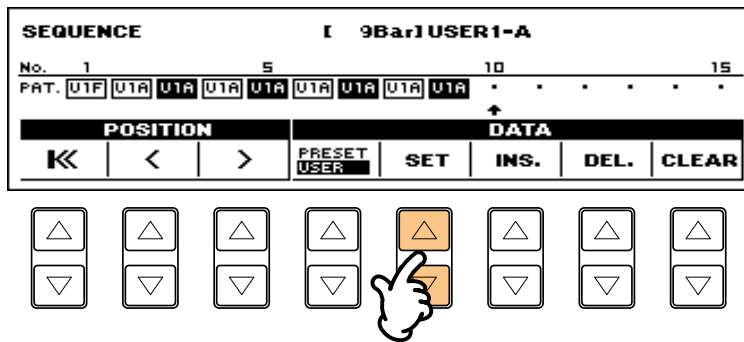 SEQUENCE [ 9Bar] USER1-A
No. 1 5 10 15
PAT. U1F U1A U1A U1A U1A U1A U1A U1A U1A
POSITION DATA
PRESET
USER SET INS. DEL. CLEAR